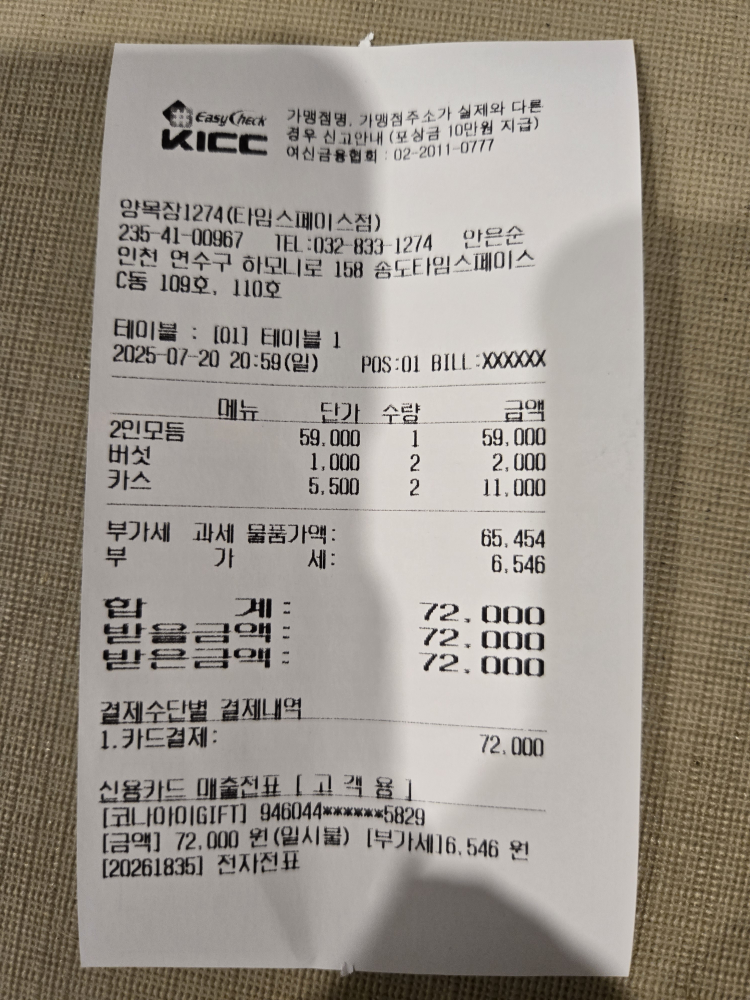 EasyCheck
KICC
가맹점명, 가맹점주소가 실제와 다른
경우 신고안내 (포상금 10만원 지급)
여신금융협회 : 02-2011-0777
양목장1274(타임스페이스점)
235-41-00967 TEL:032-833-1274 안은순
인천 연수구 하모니로 158 송도타임스페이스
C동 109호, 110호
테이블 : [01] 테이블 1
2025-07-20 20:59(일) POS:01 BILL:XXXXXX
메뉴 단가 수량 금액
2인모듬 59,000 1 59,000
버섯 1,000 2 2,000
카스 5,500 2 11,000
부가세 과세 물품가액: 65,454
부 가 세: 6,546
합 계: 72,000
받을금액: 72,000
받은금액: 72,000
결제수단별 결제내역
1.카드결제: 72,000
신용카드 매출전표 [ 고 객 용 ]
[코나아이GIFT] 946044******5829
[금액] 72,000 원(일시불) [부가세]6,546 원
[20261835] 전자전표